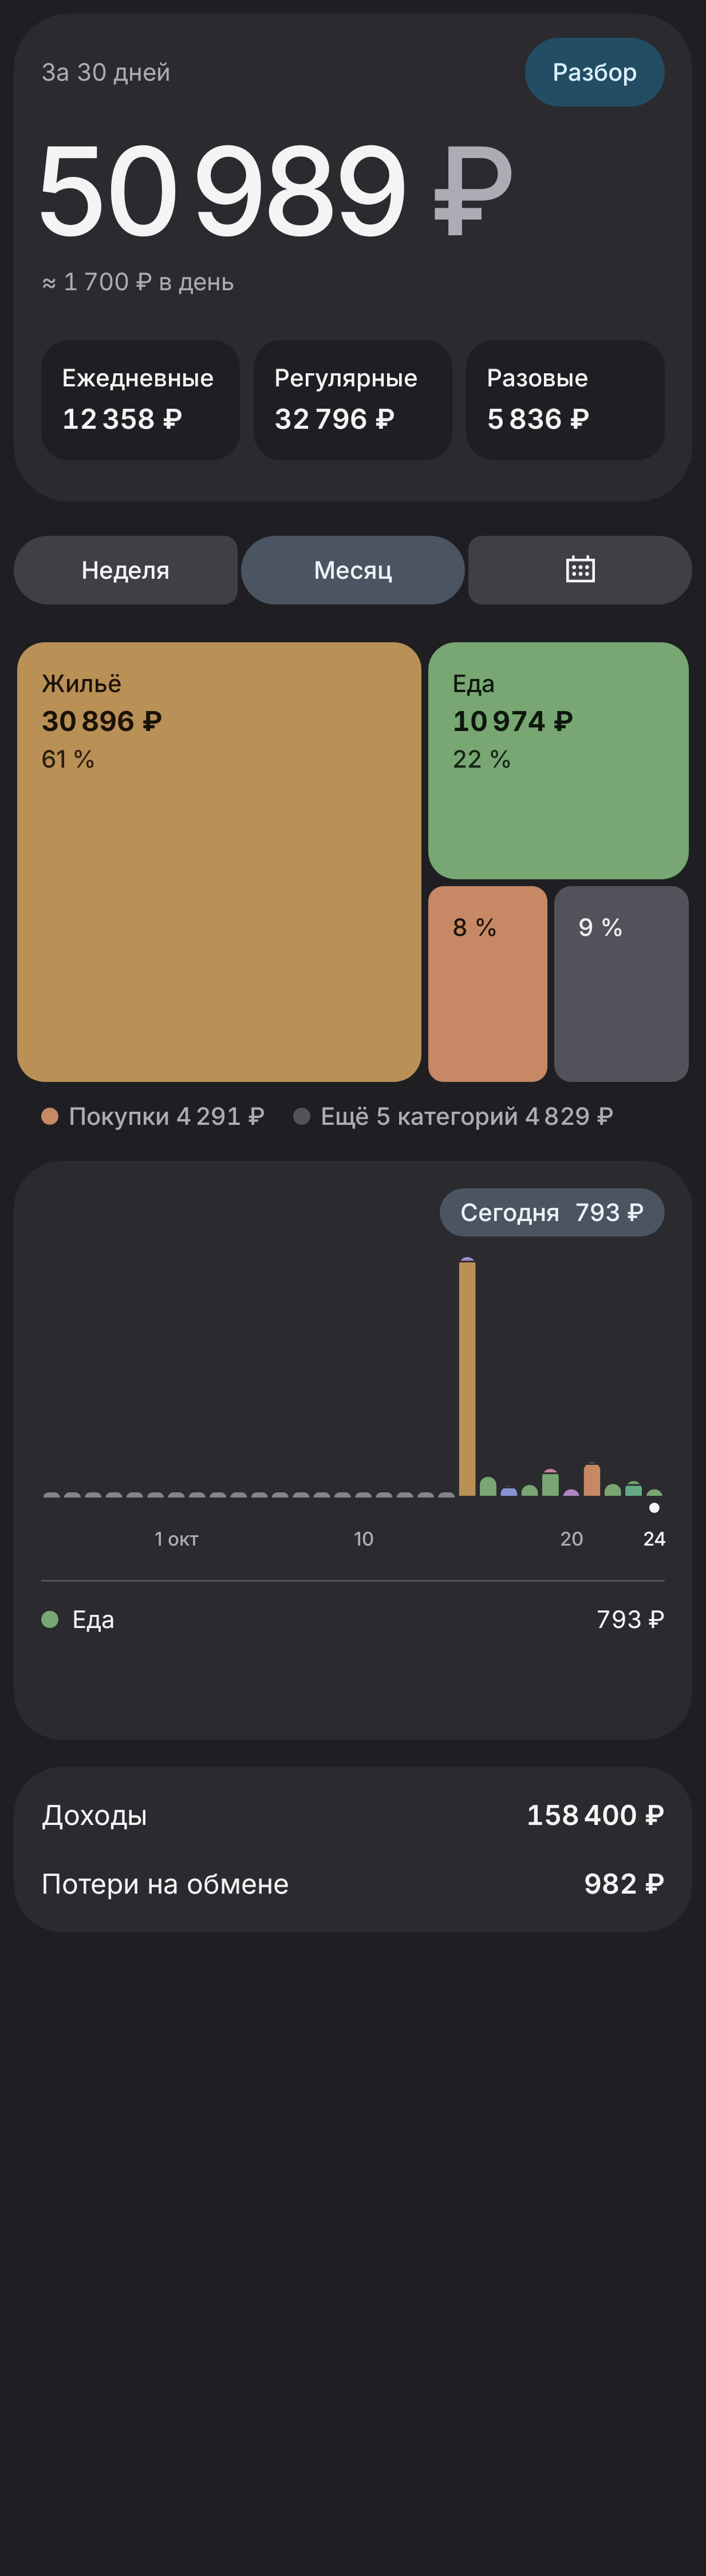 За 30 дней
Разбор
50 989 ₽
≈ 1 700 ₽ в день
Ежедневные Регулярные Разовые
12 358 ₽ 32 796 ₽ 5 836 ₽
Неделя Месяц
Жильё Еда
30 896 ₽ 10 974 ₽
61 % 22 %
8 % 9 %
Покупки 4 291 ₽ Ещё 5 категорий 4 829 ₽
Сегодня 793 ₽
1 окт 10 20 24
Еда 793 ₽
Доходы 158 400 ₽
Потери на обмене 982 ₽